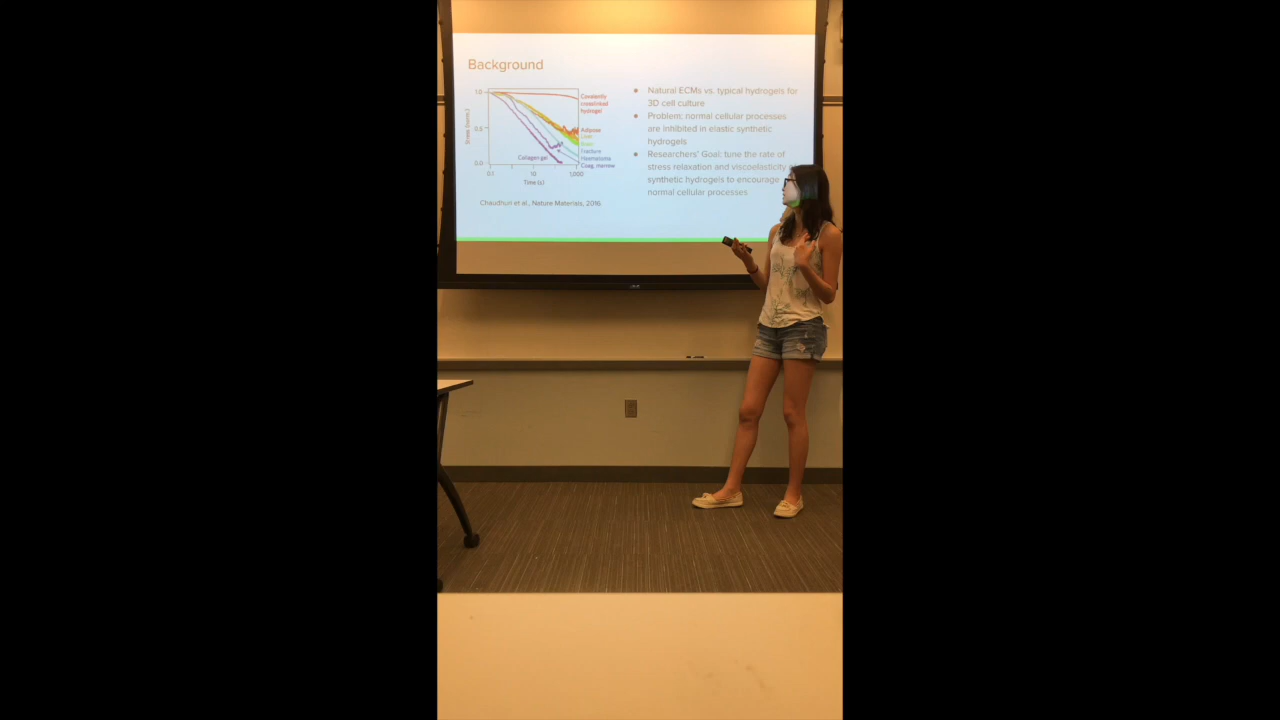 Background
1.0
0.5
0.0
0.1
10
1,000
Time (s)
Collagen gel
Covalently
crosslinked
hydrogel
Adipose
Liver
Brain
Fracture
Haematoma
Coag. marrow
Chaudhuri et al., Nature Materials, 2016
● Natural ECMs vs. typical hydrogels for
3D cell culture
● Problem: normal cellular processes
are inhibited in elastic synthetic
hydrogels
● Researchers' Goal: tune the rate of
stress relaxation and viscoelasticity
synthetic hydrogels to encourage
normal cellular processes